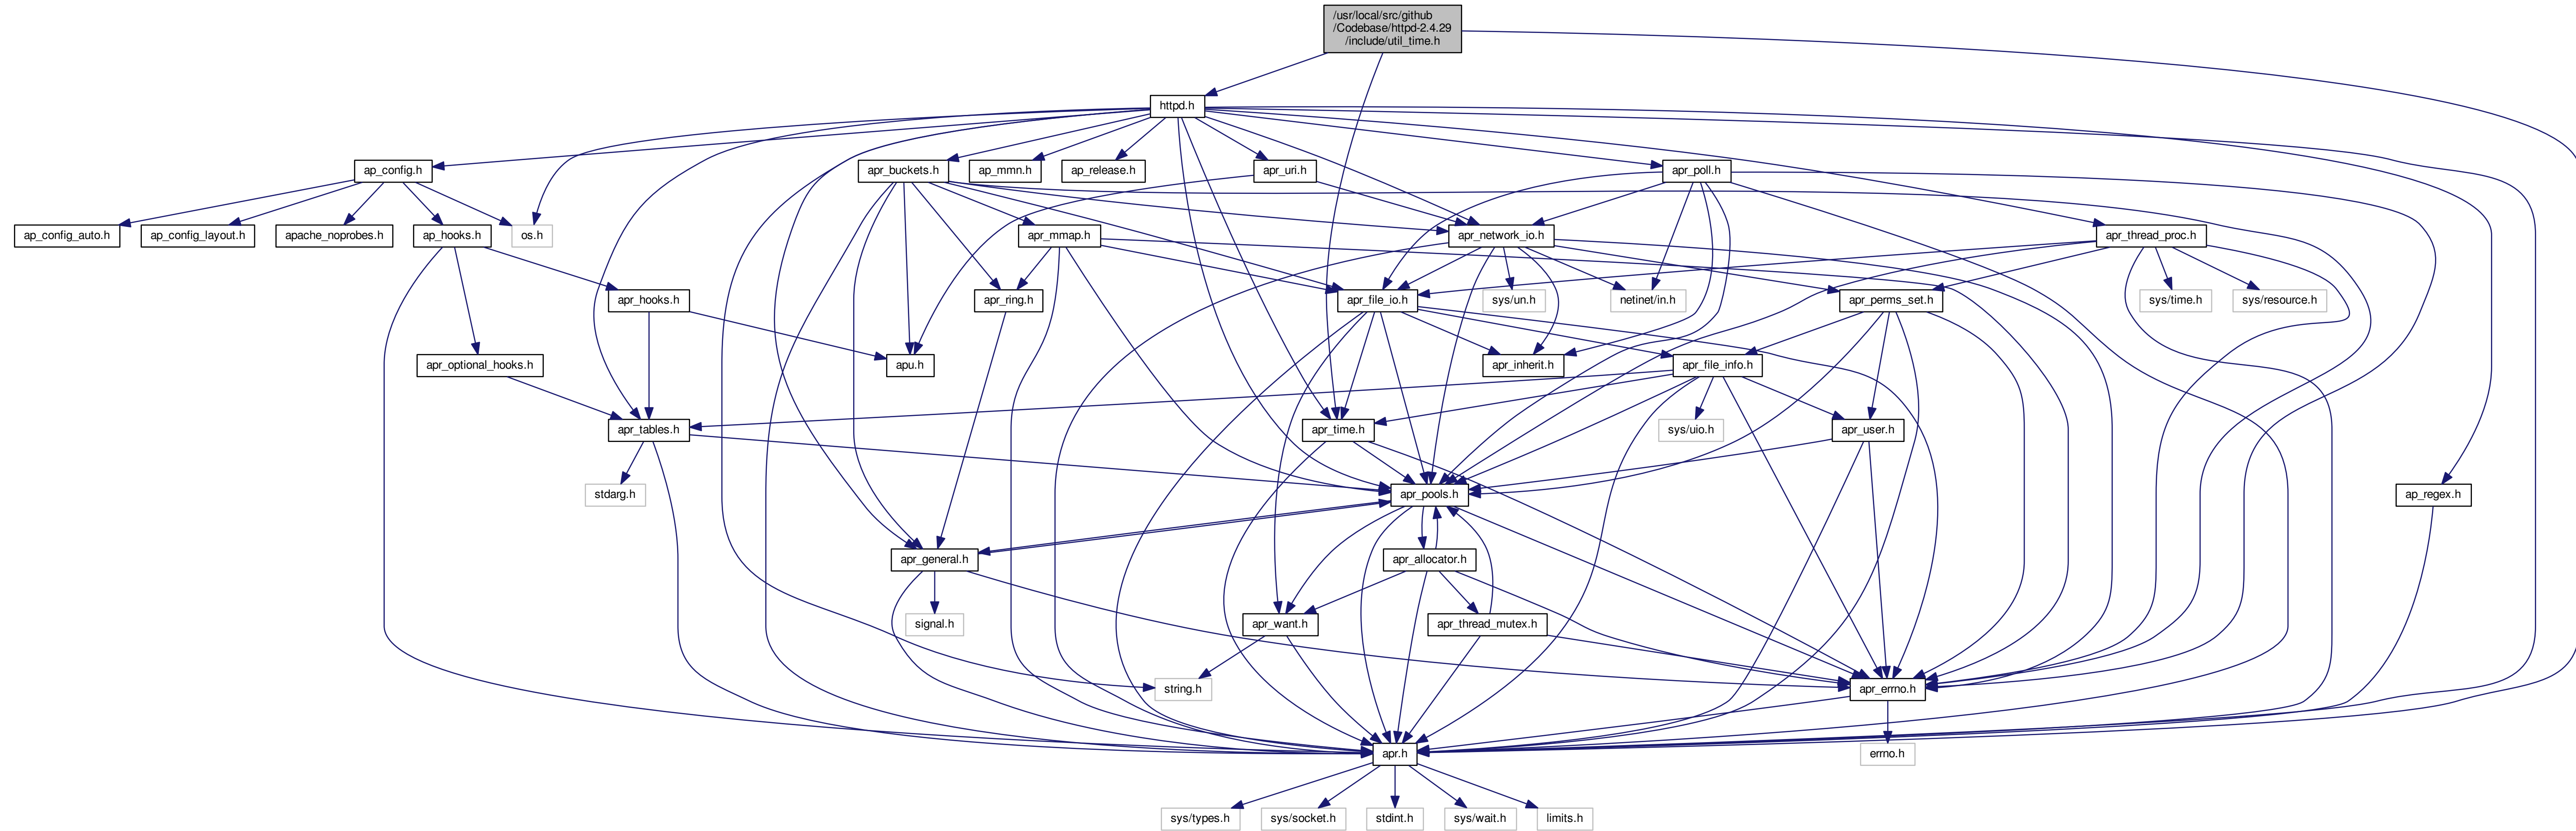 /usr/local/src/github
/Codebase/httpd-2.4.29
/include/util_time.h
httpd.h
ap_config.h
apr_buckets.h
ap_mmn.h
ap_release.h
apr_uri.h
apr_poll.h
ap_config_auto.h
ap_config_layout.h
apache_noprobes.h
ap_hooks.h
os.h
apr_mmap.h
apr_network_io.h
apr_thread_proc.h
apr_hooks.h
apr_ring.h
apr_file_io.h
sys/un.h
netinet/in.h
apr_perms_set.h
sys/time.h
sys/resource.h
apr_optional_hooks.h
apu.h
apr_inherit.h
apr_file_info.h
apr_tables.h
apr_time.h
sys/uio.h
apr_user.h
stdarg.h
apr_pools.h
ap_regex.h
apr_general.h
apr_allocator.h
signal.h
apr_want.h
apr_thread_mutex.h
string.h
apr_errno.h
apr.h
errno.h
sys/types.h
sys/socket.h
stdint.h
sys/wait.h
limits.h